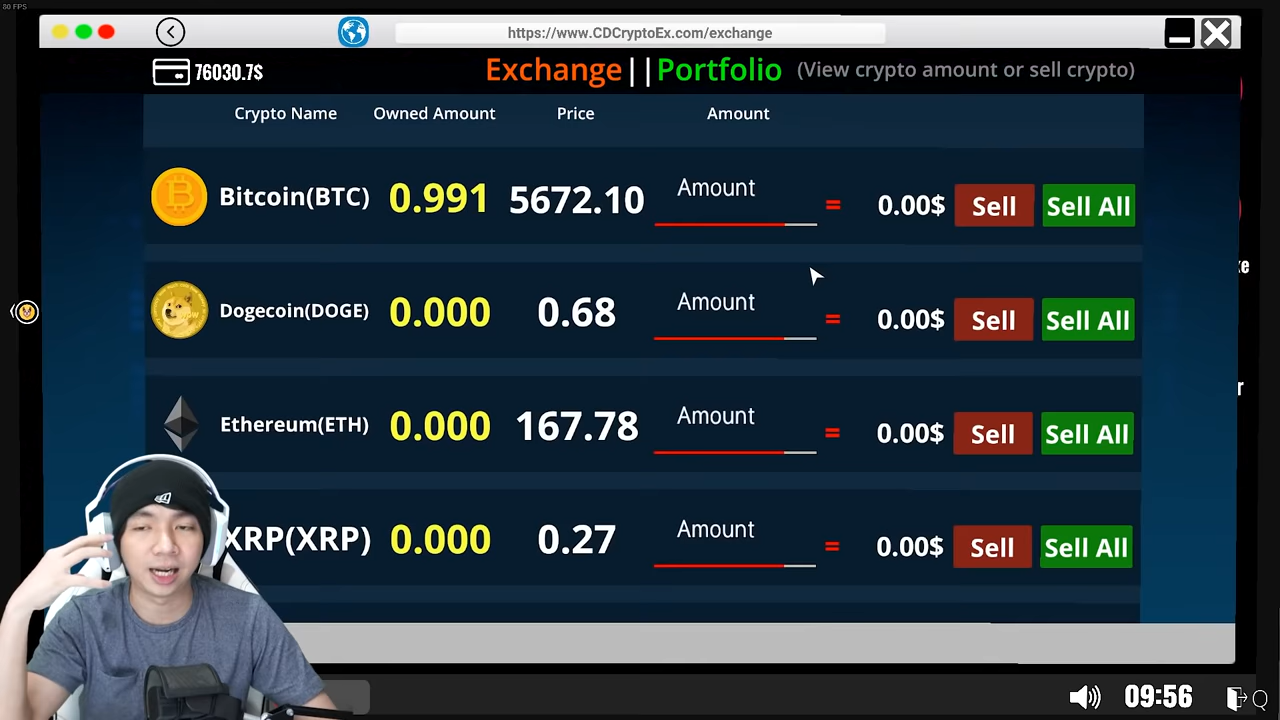 80 FPS
https://www.CDCryptoEx.com/exchange
76030.7$ Exchange||Portfolio (View crypto amount or sell crypto)
Crypto Name Owned Amount Price Amount
Bitcoin(BTC) 0.991 5672.10 Amount = 0.00$ Sell Sell All
Dogecoin(DOGE) 0.000 0.68 Amount = 0.00$ Sell Sell All
Ethereum(ETH) 0.000 167.78 Amount = 0.00$ Sell Sell All
XRP(XRP) 0.000 0.27 Amount = 0.00$ Sell Sell All
09:56 Q